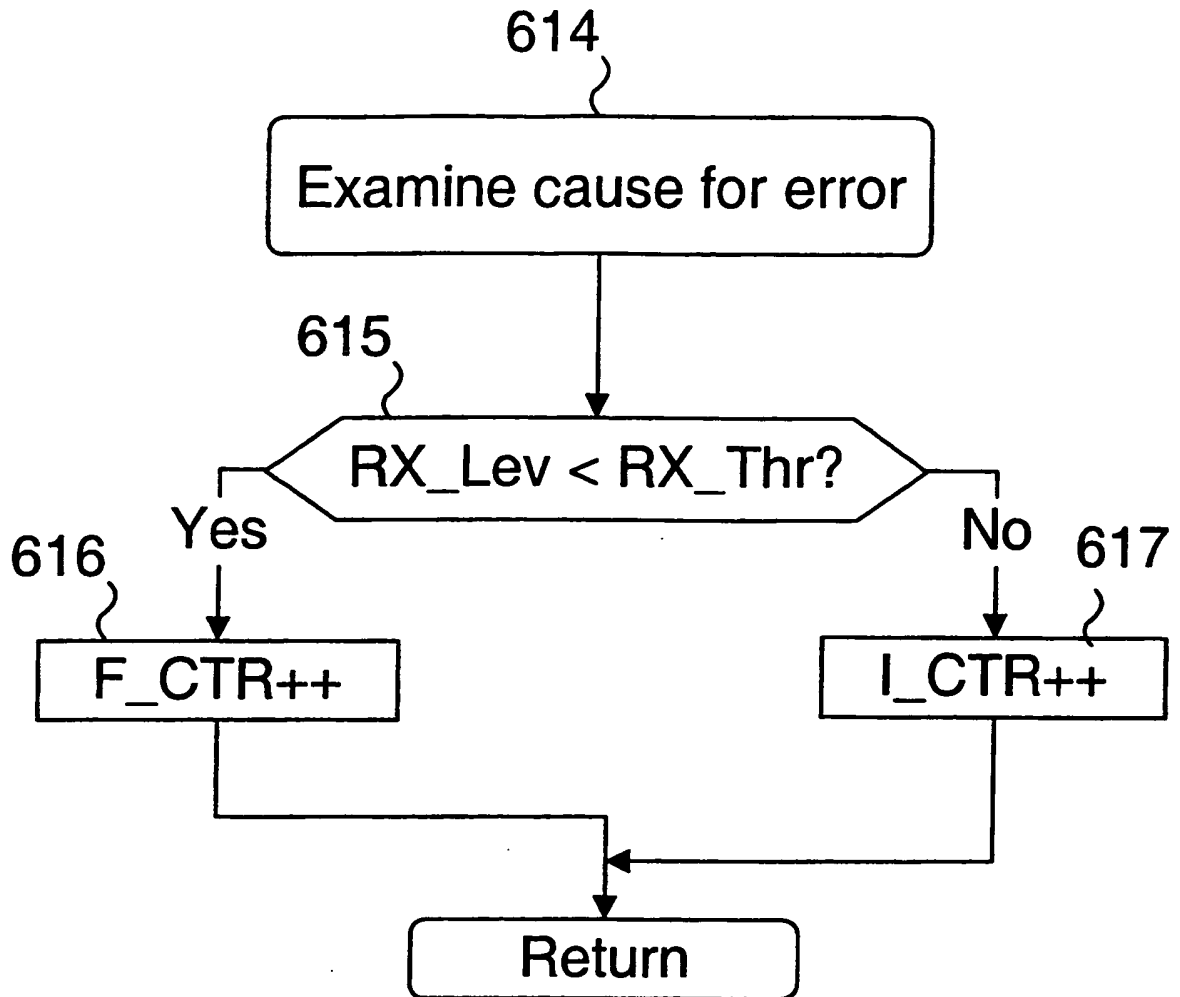 614
Examine cause for error
615
RX_Lev < RX_Thr?
Yes
No
616
617
F_CTR++
I_CTR++
Return